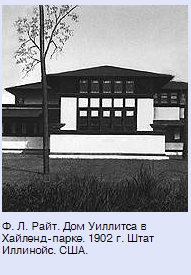 Ф. Л. Райт. Дом Уиллитса в
Хайленд-парке. 1902 г. Штат
Иллинойс. США.